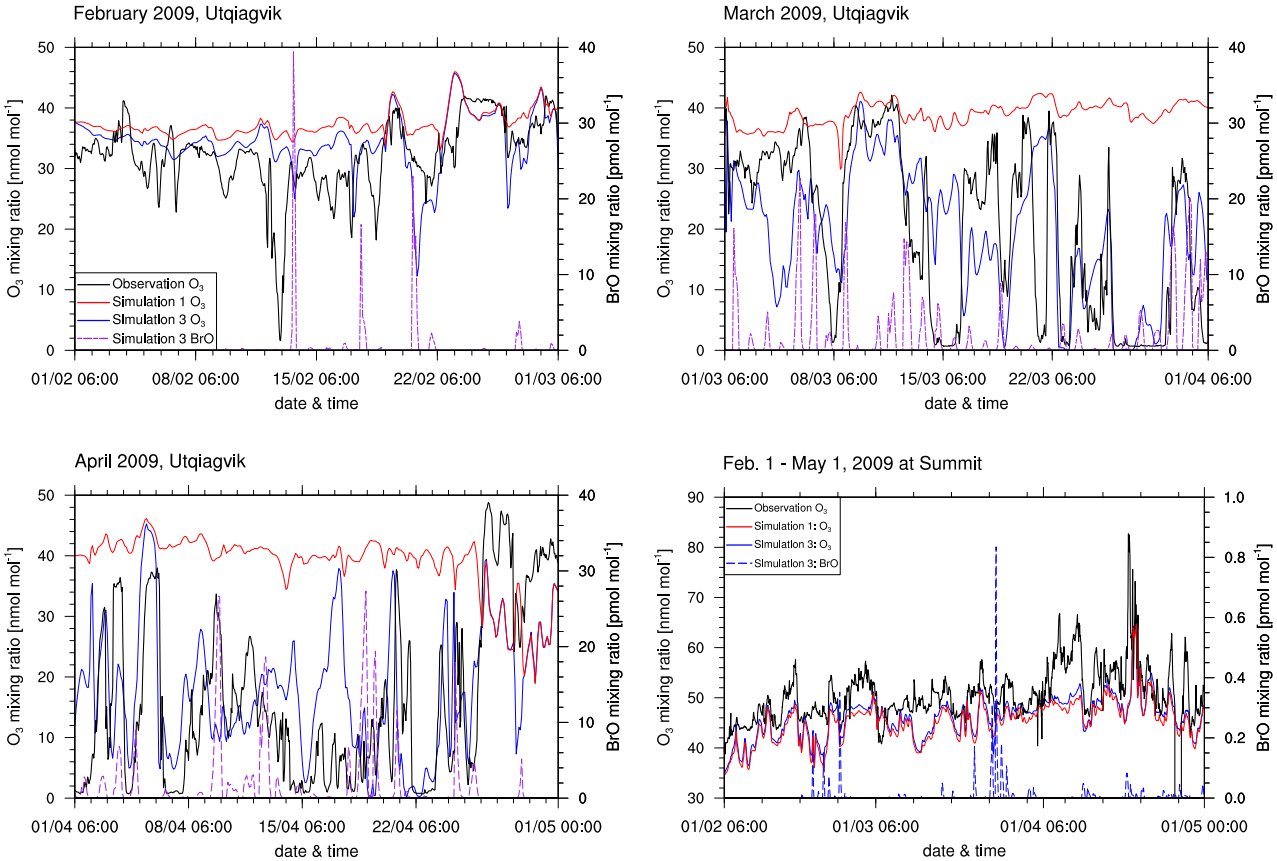 February 2009, Utqiagvik
50
40
30
20
10
0
O₃ mixing ratio [nmol mol⁻¹]
40
30
20
10
0
BrO mixing ratio [pmol mol⁻¹]
Observation O₃
Simulation 1 O₃
SImulation 3 O₃
Simulation 3 BrO
01/02 06:00 08/02 06:00 15/02 06:00 22/02 06:00 01/03 06:00
date & time
March 2009, Utqiagvik
50
40
30
20
10
0
O₃ mixing ratio [nmol mol⁻¹]
40
30
20
10
0
BrO mixing ratio [pmol mol⁻¹]
01/03 06:00 08/03 06:00 15/03 06:00 22/03 06:00 01/04 06:00
date & time
April 2009, Utqiagvik
50
40
30
20
10
0
O₃ mixing ratio [nmol mol⁻¹]
40
30
20
10
0
BrO mixing ratio [pmol mol⁻¹]
01/04 06:00 08/04 06:00 15/04 06:00 22/04 06:00 01/05 00:00
date & time
Feb. 1 - May 1, 2009 at Summit
90
80
70
60
50
40
30
O₃ mixing ratio [nmol mol⁻¹]
1.0
0.8
0.6
0.4
0.2
0.0
BrO mixing ratio [pmol mol⁻¹]
Observation O₃
Simulation 1: O₃
SImulation 3: O₃
SImulation 3: BrO
01/02 06:00 01/03 06:00 01/04 06:00 01/05 00:00
date & time